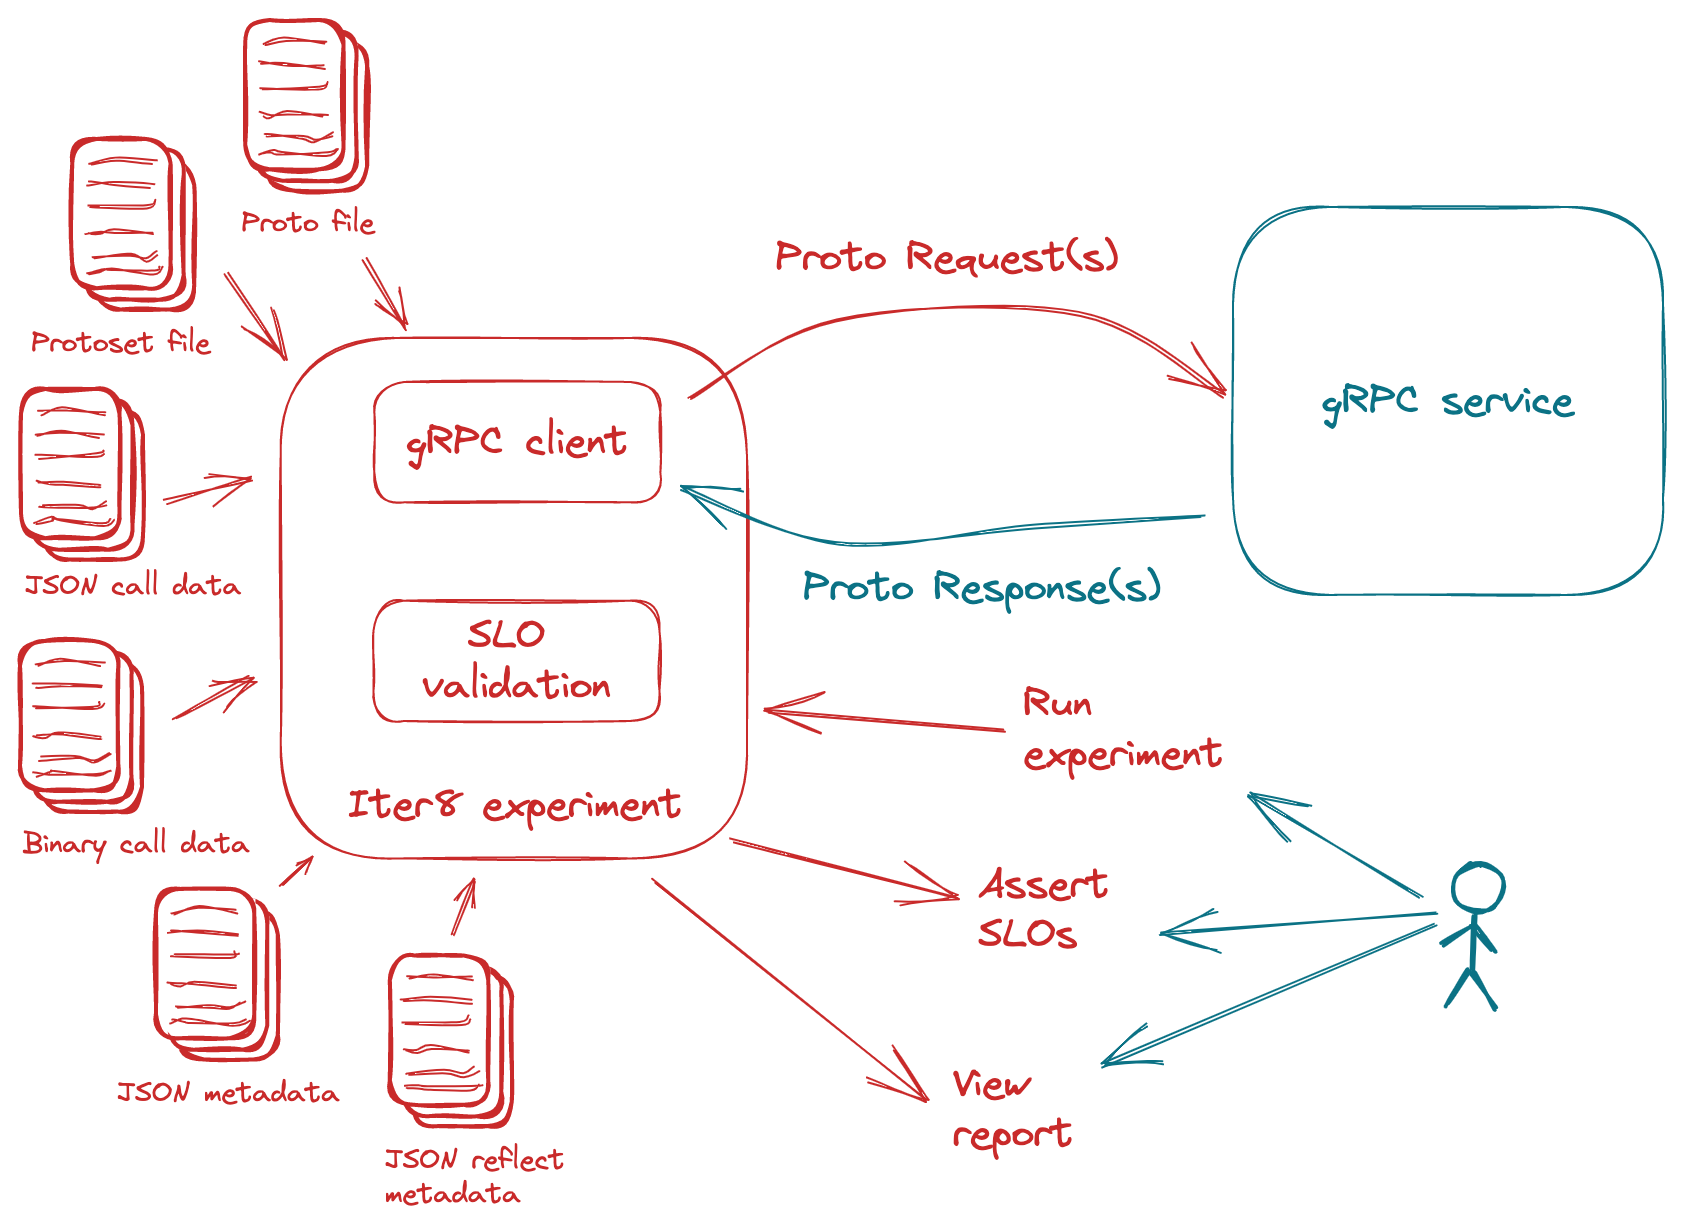 Proto file
Protoset file
JSON call data
Binary call data
JSON metadata
JSON reflect
metadata
gRPC client
SLO
validation
Iter8 experiment
Proto Request(s)
Proto Response(s)
gRPC service
Run
experiment
Assert
SLOs
View
report